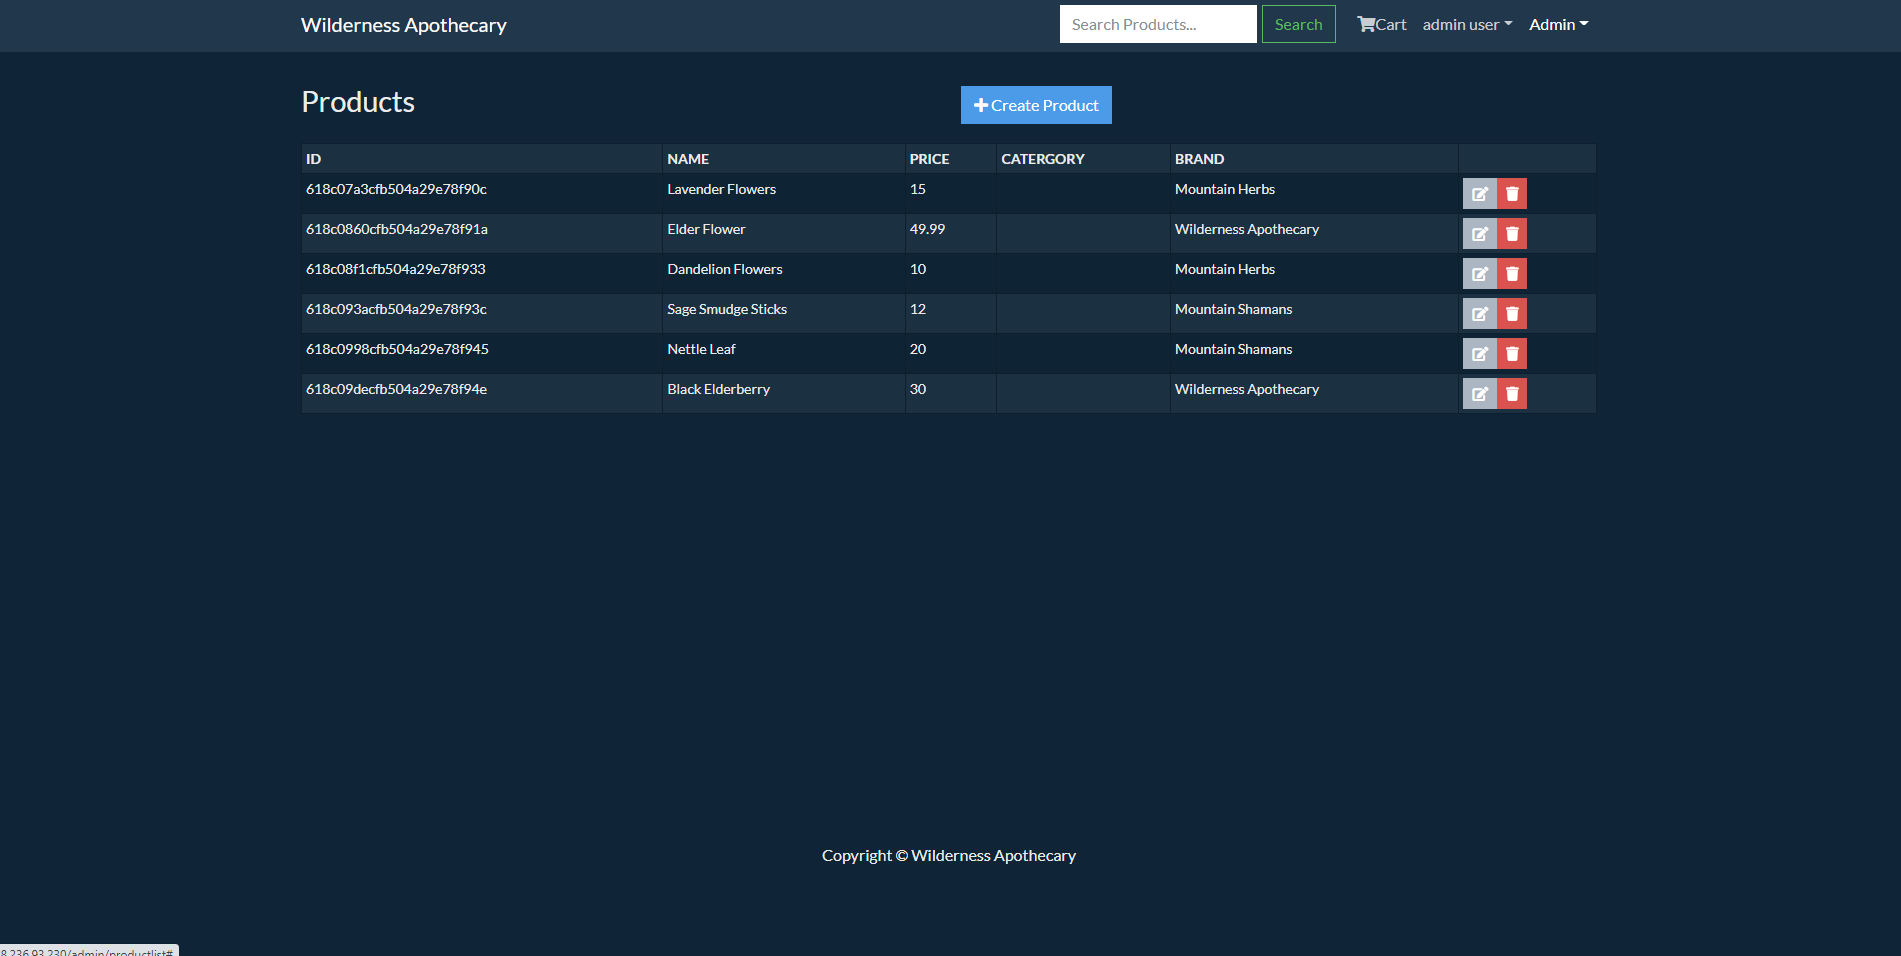 Wilderness Apothecary Search Products... Search Cart admin user Admin
Products Create Product
ID NAME PRICE CATERGORY BRAND
618c07a3cfb504a29e78f90c Lavender Flowers 15 Mountain Herbs
618c0860cfb504a29e78f91a Elder Flower 49.99 Wilderness Apothecary
618c08f1cfb504a29e78f933 Dandelion Flowers 10 Mountain Herbs
618c093acfb504a29e78f93c Sage Smudge Sticks 12 Mountain Shamans
618c0998cfb504a29e78f945 Nettle Leaf 20 Mountain Shamans
618c09decfb504a29e78f94e Black Elderberry 30 Wilderness Apothecary
Copyright © Wilderness Apothecary
8.236.93.230/admin/productlist#